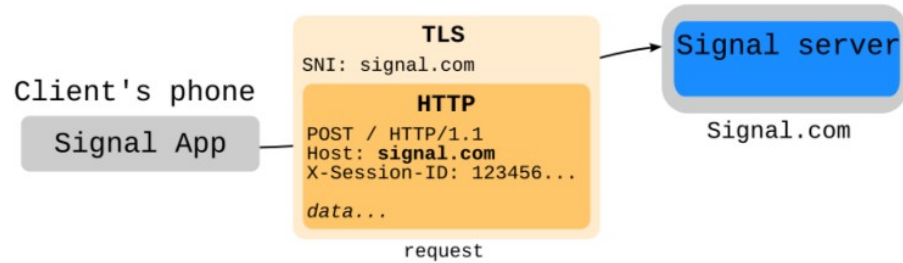 TLS
SNI: signal.com
Signal server
Client's phone
Signal App
HTTP
POST / HTTP/1.1
Host: signal.com
X-Session-ID: 123456...
data...
Signal.com
request